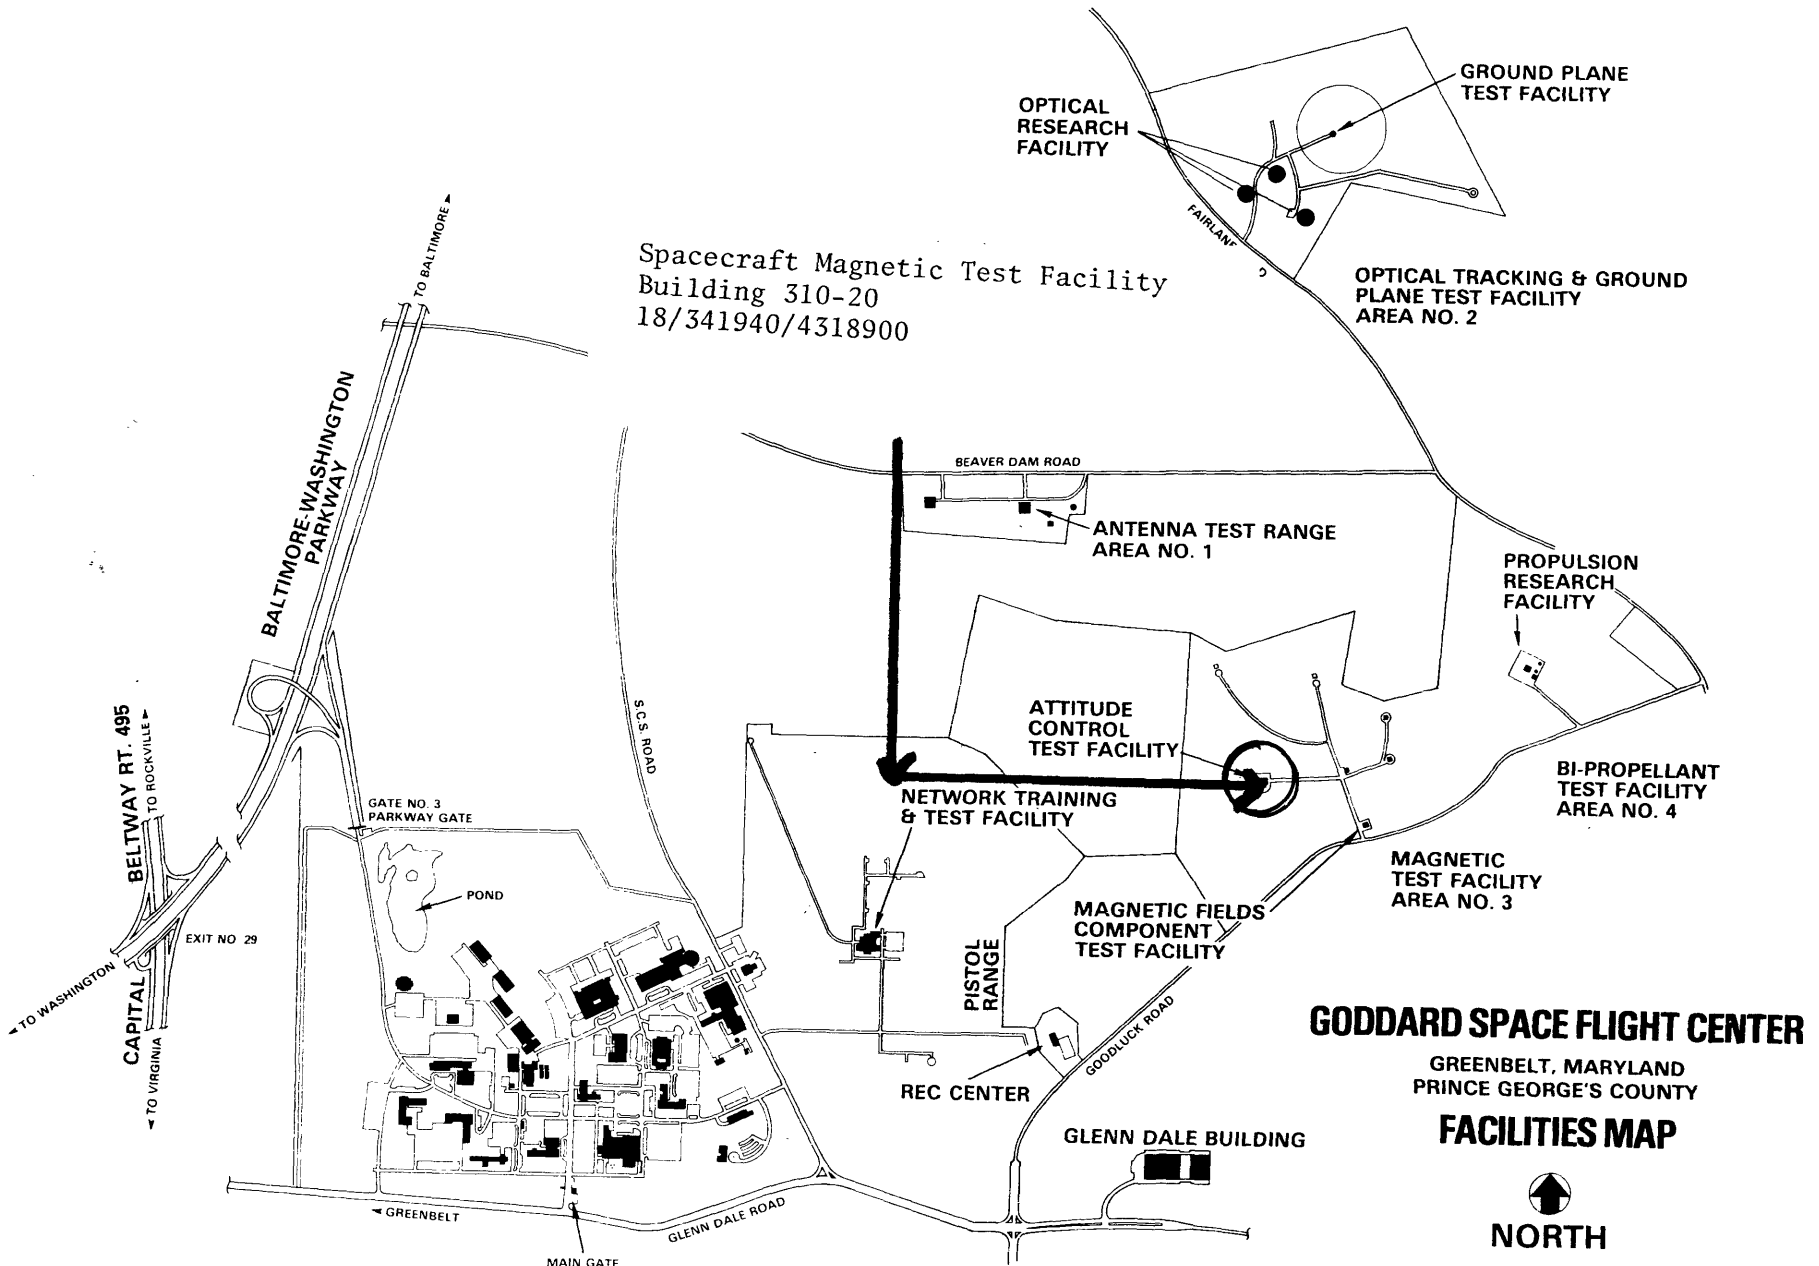 GROUND PLANE
TEST FACILITY
OPTICAL
RESEARCH
FACILITY
FAIRLANE
TO BALTIMORE
Spacecraft Magnetic Test Facility
Building 310-20
18/341940/4318900
OPTICAL TRACKING & GROUND
PLANE TEST FACILITY
AREA NO. 2
BALTIMORE-WASHINGTON
PARKWAY
BEAVER DAM ROAD
ANTENNA TEST RANGE
AREA NO. 1
PROPULSION
RESEARCH
FACILITY
S.C.S. ROAD
ATTITUDE
CONTROL
TEST FACILITY
CAPITAL BELTWAY RT. 495
TO ROCKVILLE
NETWORK TRAINING
& TEST FACILITY
BI-PROPELLANT
TEST FACILITY
AREA NO. 4
GATE NO. 3
PARKWAY GATE
MAGNETIC
TEST FACILITY
AREA NO. 3
POND
EXIT NO 29
MAGNETIC FIELDS
COMPONENT
TEST FACILITY
PISTOL
RANGE
TO WASHINGTON
TO VIRGINIA
GOODLUCK ROAD
GODDARD SPACE FLIGHT CENTER
GREENBELT, MARYLAND
PRINCE GEORGE'S COUNTY
FACILITIES MAP
REC CENTER
GLENN DALE BUILDING
GREENBELT
GLENN DALE ROAD
MAIN GATE
NORTH